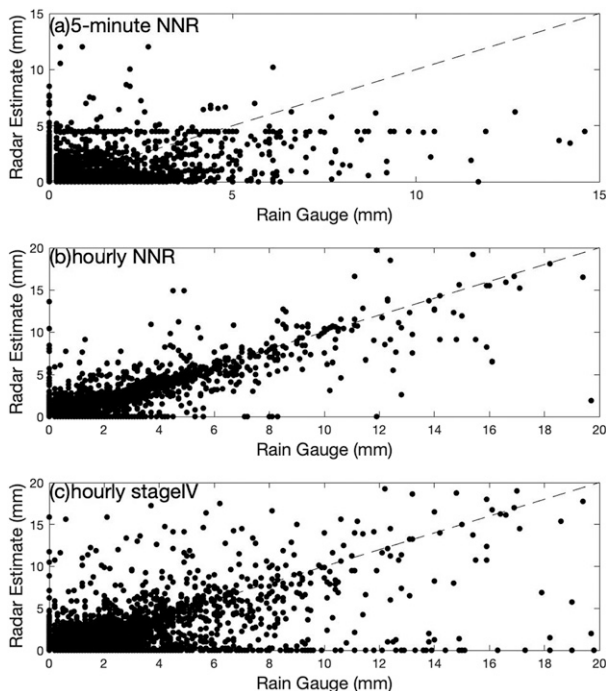 (a)5-minute NNR
15
10
5
0
Radar Estimate (mm)
0 5 10 15
Rain Gauge (mm)
(b)hourly NNR
20
15
10
5
0
Radar Estimate (mm)
0 2 4 6 8 10 12 14 16 18 20
Rain Gauge (mm)
(c)hourly stageIV
20
15
10
5
0
Radar Estimate (mm)
0 2 4 6 8 10 12 14 16 18 20
Rain Gauge (mm)